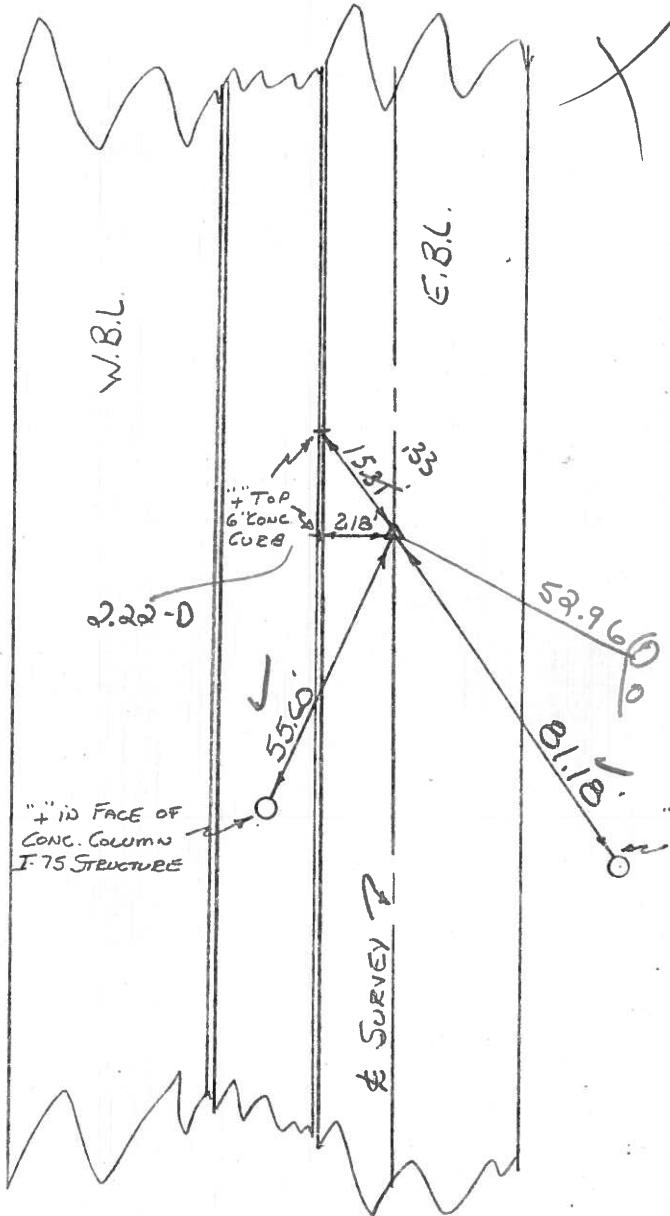 W.B.L.
E.B.L.
15.81'
.33
"+" TOP
6" CONC.
CURB
2.18'
2.22-D
52.96
55.60'
81.18'
"+" IN FACE OF
CONC. COLUMN
I-75 STRUCTURE
℄ SURVEY